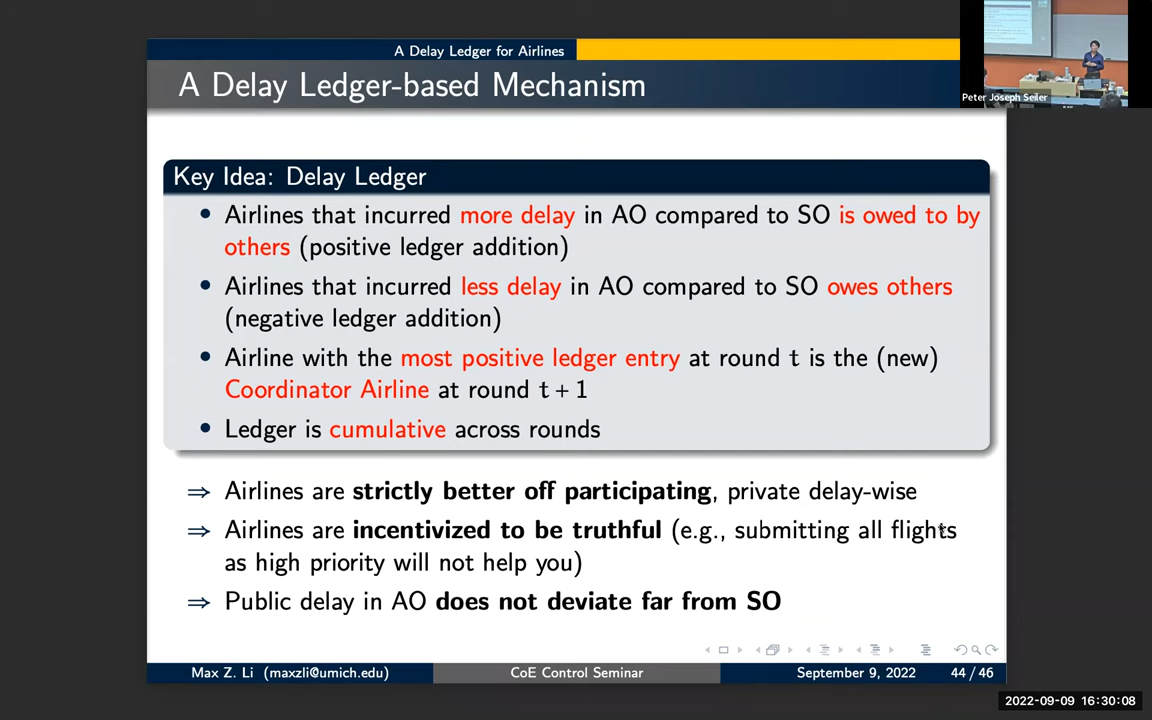 A Delay Ledger for Airlines
A Delay Ledger-based Mechanism
Peter Joseph Seiler
Key Idea: Delay Ledger
• Airlines that incurred more delay in AO compared to SO is owed to by
others (positive ledger addition)
• Airlines that incurred less delay in AO compared to SO owes others
(negative ledger addition)
• Airline with the most positive ledger entry at round t is the (new)
Coordinator Airline at round t + 1
• Ledger is cumulative across rounds
⇒ Airlines are strictly better off participating, private delay-wise
⇒ Airlines are incentivized to be truthful (e.g., submitting all flights
as high priority will not help you)
⇒ Public delay in AO does not deviate far from SO
Max Z. Li (maxzli@umich.edu) CoE Control Seminar September 9, 2022 44 / 46
2022-09-09 16:30:08